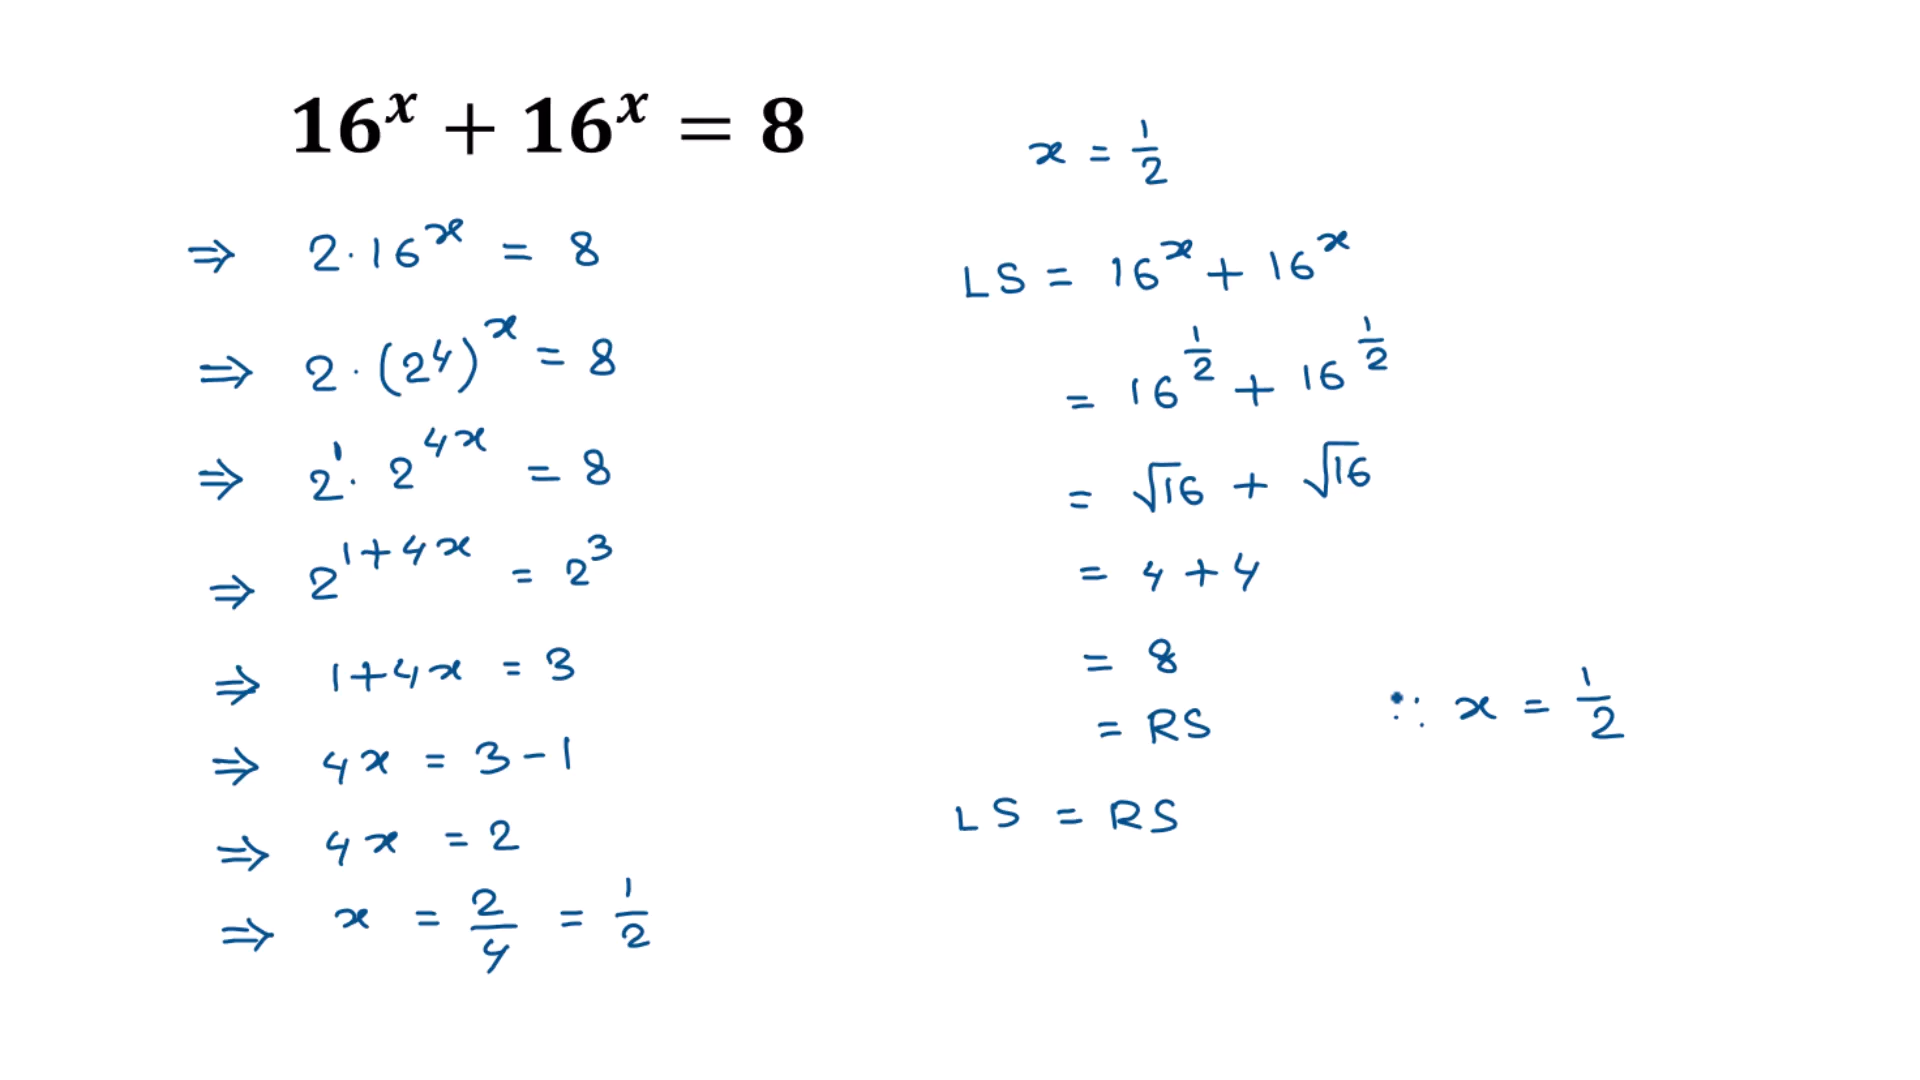 16^x + 16^x = 8
⇒ 2·16^x = 8
⇒ 2·(2^4)^x = 8
⇒ 2^1·2^{4x} = 8
⇒ 2^{1+4x} = 2^3
⇒ 1+4x = 3
⇒ 4x = 3-1
⇒ 4x = 2
⇒ x = 2/4 = 1/2
x = 1/2
LS = 16^x + 16^x
= 16^{1/2} + 16^{1/2}
= √16 + √16
= 4+4
= 8
= RS
LS = RS
∴ x = 1/2